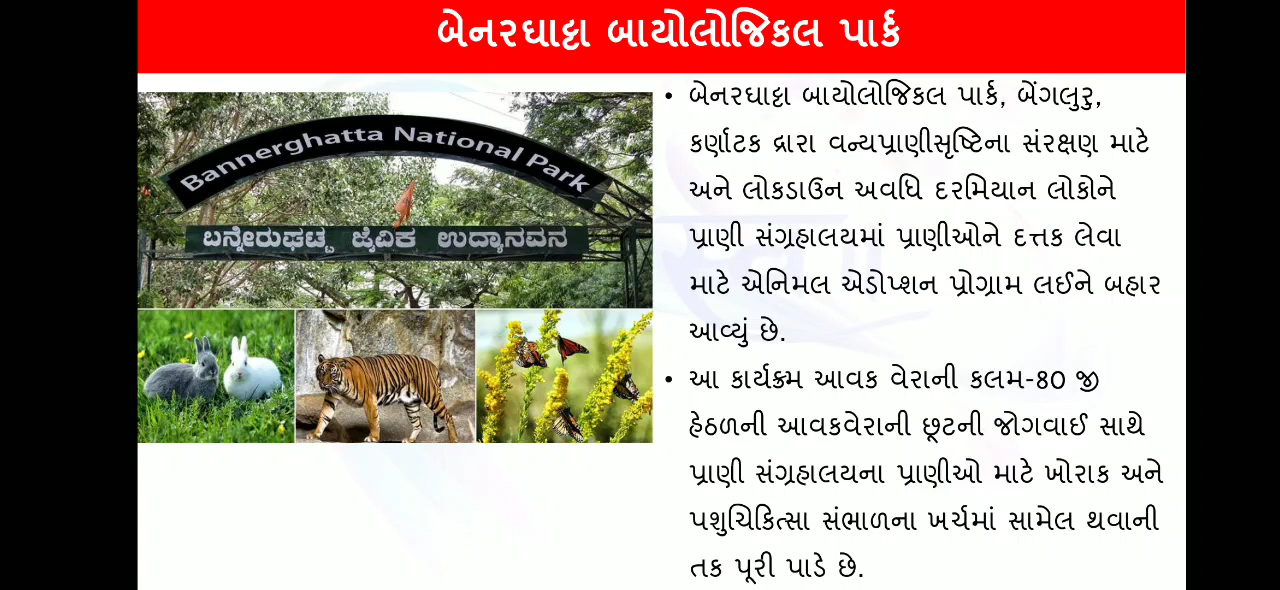 બેનરઘાટ્ટા બાયોલોજિકલ પાર્ક
Bannerghatta National Park
ಬನ್ನೇರುಘಟ್ಟ ಜೈವಿಕ ಉದ್ಯಾನವನ
• બેનરઘાટ્ટા બાયોલોજિકલ પાર્ક, બેંગલુરુ,
કર્ણાટક દ્રારા વન્યપ્રાણીસૃષ્ટિના સંરક્ષણ માટે
અને લોકડાઉન અવધિ દરમિયાન લોકોને
પ્રાણી સંગ્રહાલયમાં પ્રાણીઓને દત્તક લેવા
માટે એનિમલ એડોપ્શન પ્રોગ્રામ લઈને બહાર
આવ્યું છે.
• આ કાર્યક્રમ આવક વેરાની કલમ-80 જી
હેઠળની આવકવેરાની છૂટની જોગવાઈ સાથે
પ્રાણી સંગ્રહાલયના પ્રાણીઓ માટે ખોરાક અને
પશુચિકિત્સા સંભાળના ખર્ચમાં સામેલ થવાની
તક પૂરી પાડે છે.